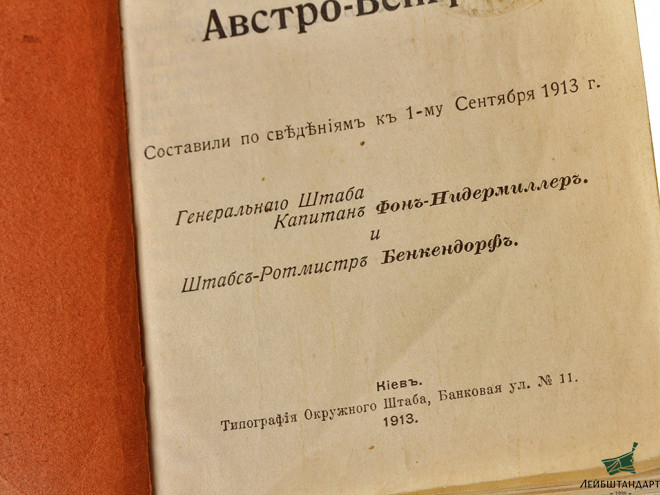 Австро-Венгр
Составили по свѣдѣніямъ къ 1-му Сентября 1913 г.
Генеральнаго Штаба
Капитанъ Фонъ-Нидермиллеръ.
и
Штабсъ-Ротмистръ Бенкендорфъ.
Кіевъ.
Типографія Окружного Штаба, Банковая ул. № 11.
1913.
ЛЕЙБШТАНДАРТ